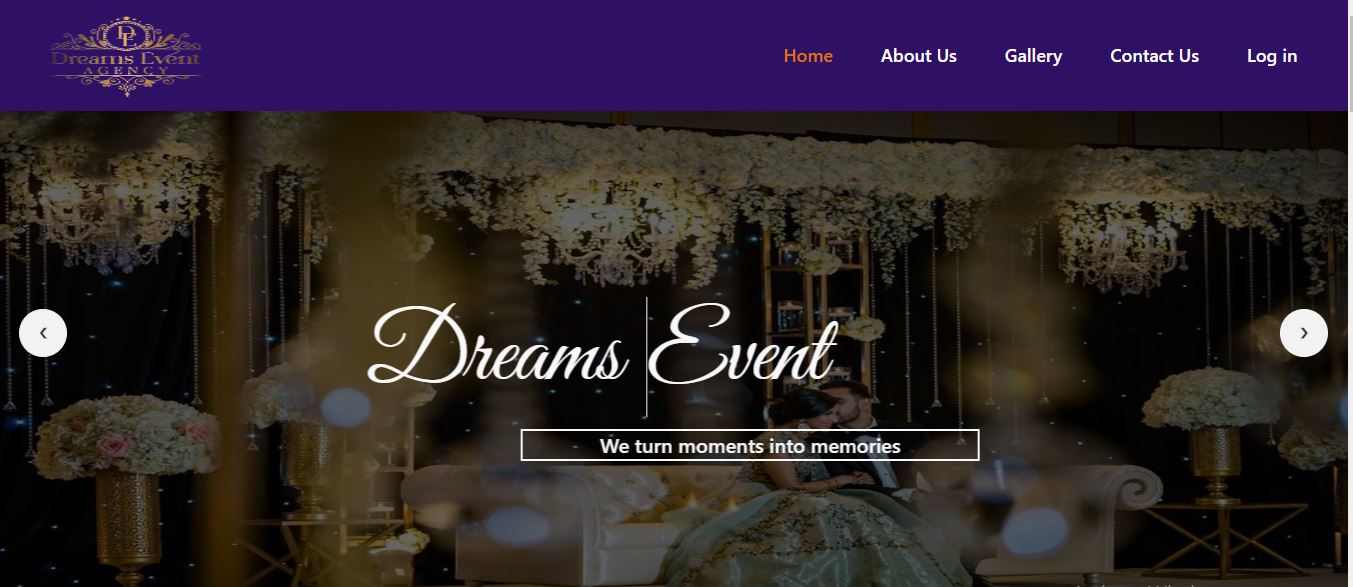 DE
Dreams Event
AGENCY
Home About Us Gallery Contact Us Log in
Dreams Event
We turn moments into memories